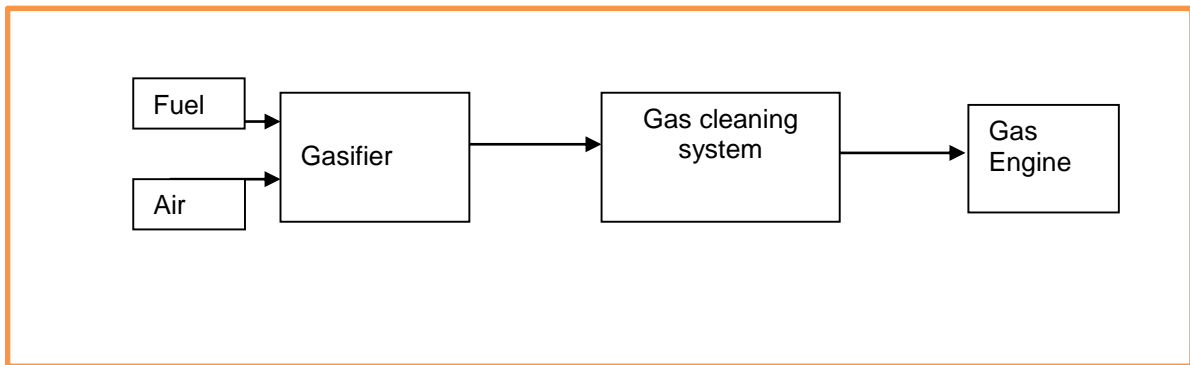 Fuel
Air
Gasifier
Gas cleaning
system
Gas
Engine